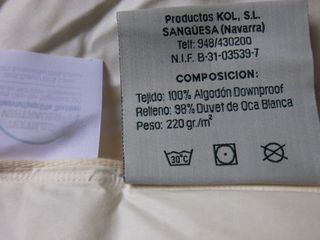 Productos KOL, S.L.
SANGÜESA (Navarra)
Telf: 948/430200
N.I.F. B-31-03539-7
COMPOSICION:
Tejido: 100% Algodón Downproof
Relleno: 98% Duvet de Oca Blanca
Peso: 220 gr./m²
30°C